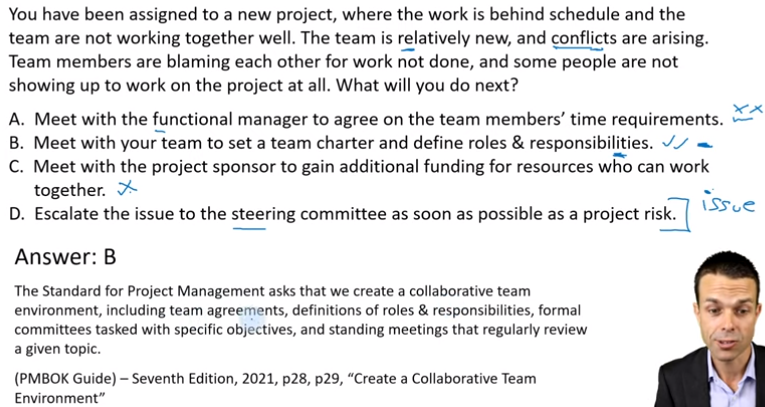 You have been assigned to a new project, where the work is behind schedule and the
team are not working together well. The team is relatively new, and conflicts are arising.
Team members are blaming each other for work not done, and some people are not
showing up to work on the project at all. What will you do next?
A. Meet with the functional manager to agree on the team members’ time requirements.
B. Meet with your team to set a team charter and define roles & responsibilities.
C. Meet with the project sponsor to gain additional funding for resources who can work
together.
D. Escalate the issue to the steering committee as soon as possible as a project risk.
issue
Answer: B
The Standard for Project Management asks that we create a collaborative team
environment, including team agreements, definitions of roles & responsibilities, formal
committees tasked with specific objectives, and standing meetings that regularly review
a given topic.
(PMBOK Guide) – Seventh Edition, 2021, p28, p29, “Create a Collaborative Team
Environment”